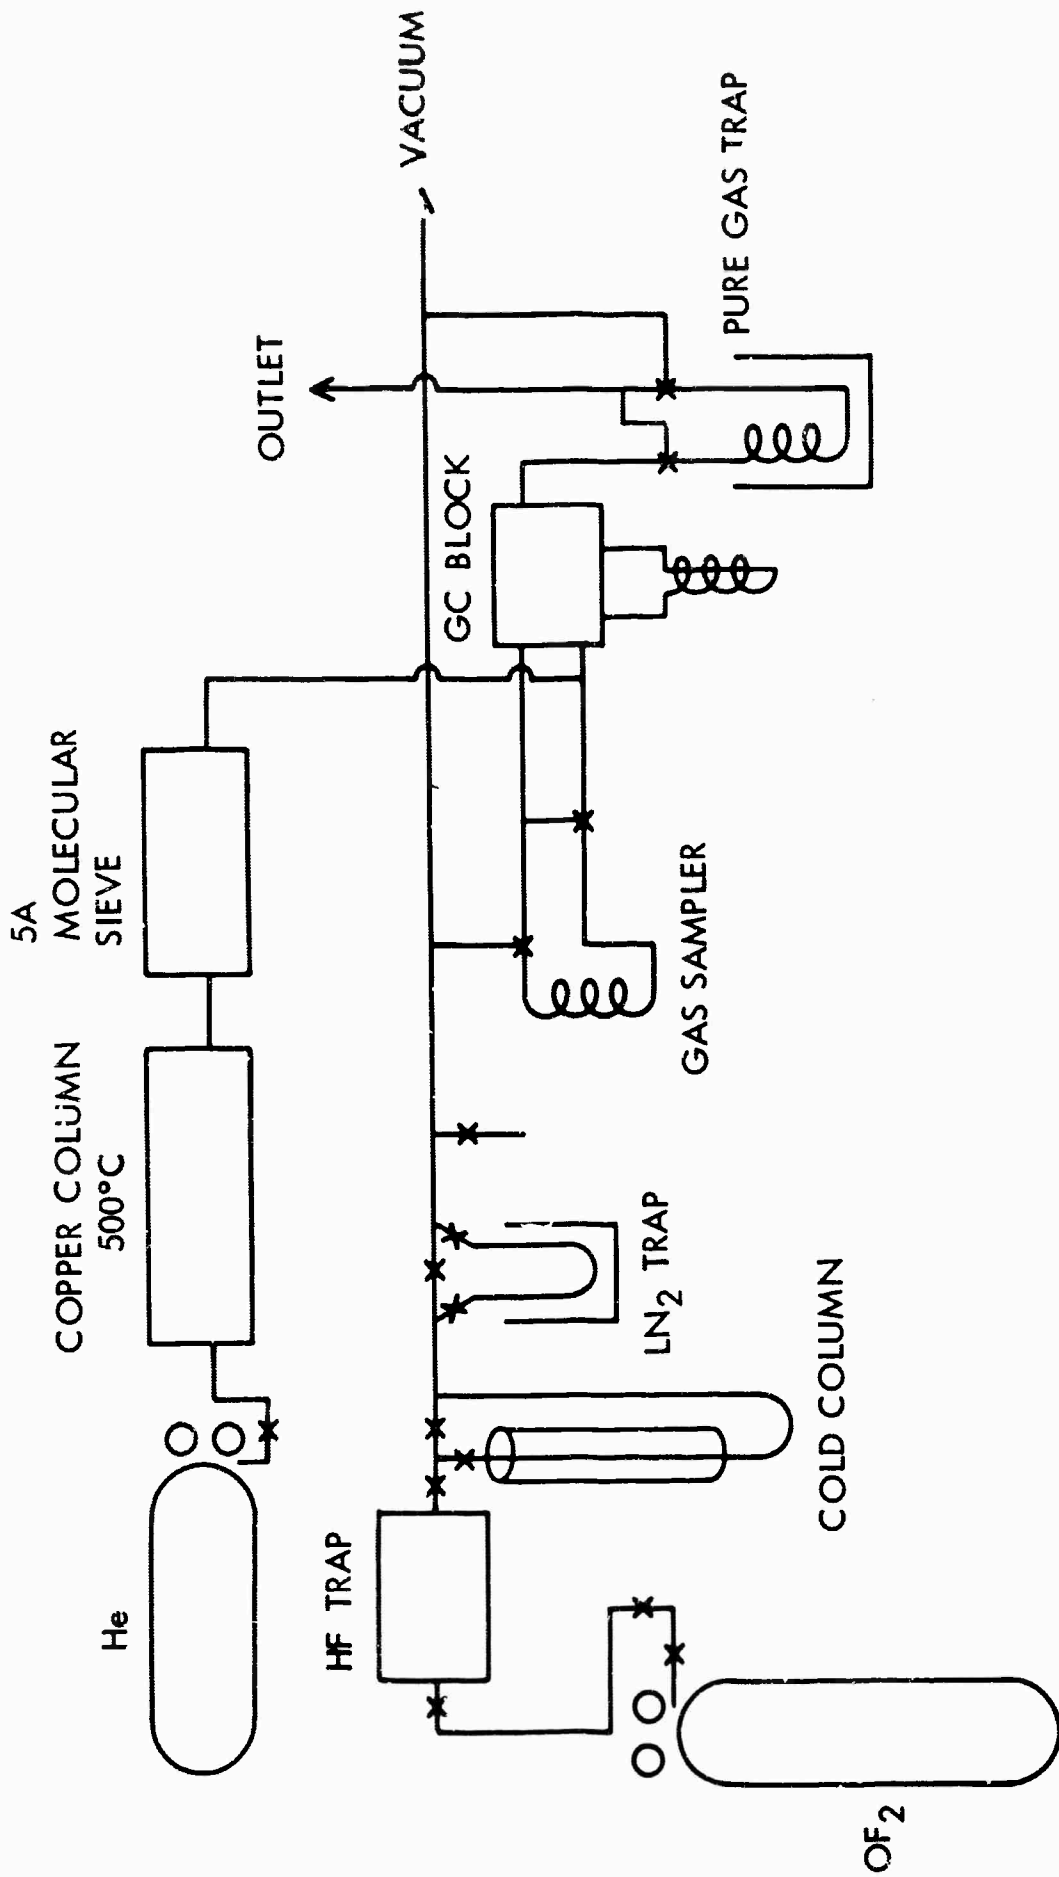 He
COPPER COLUMN
500°C
5A
MOLECULAR
SIEVE
OUTLET
VACUUM
HF TRAP
GC BLOCK
PURE GAS TRAP
GAS SAMPLER
LN2 TRAP
COLD COLUMN
OF2